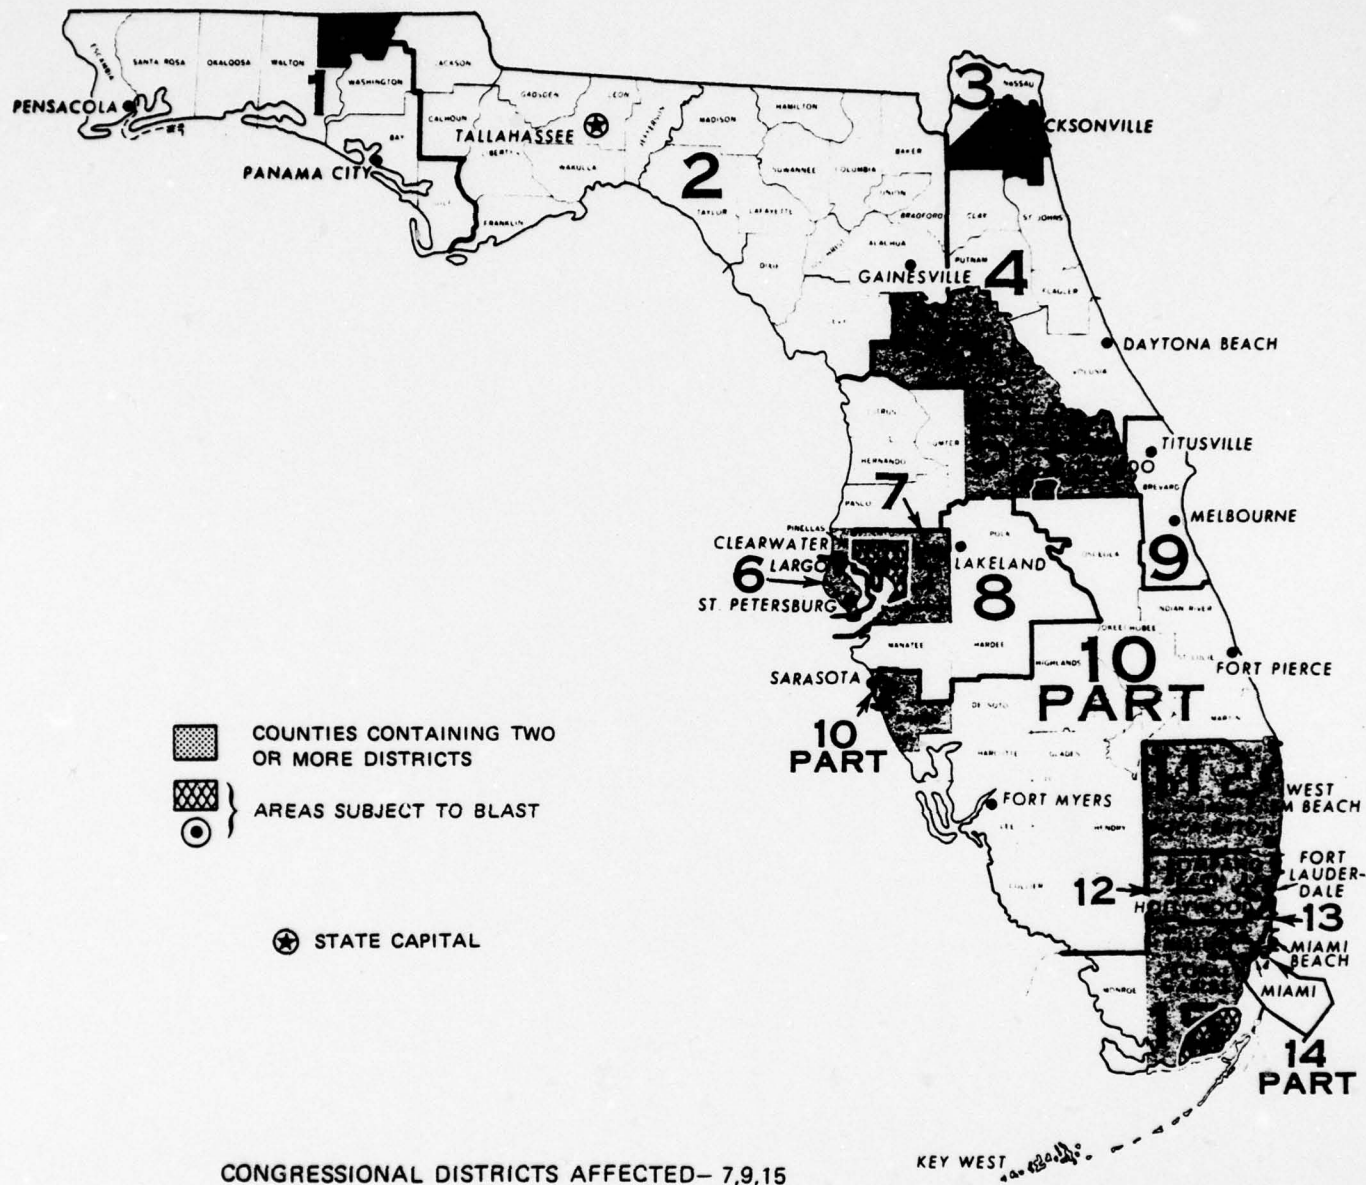 ESCAMBIA
SANTA ROSA
OKALOOSA
WALTON
1
WASHINGTON
JACKSON
PENSACOLA
BAY
CALHOUN
PANAMA CITY
GADSDEN
LEON
JEFFERSON
TALLAHASSEE
LIBERTY
WAKULLA
FRANKLIN
MADISON
HAMILTON
2
TAYLOR
SUWANNEE
COLUMBIA
BAKER
LAFAYETTE
UNION
BRADFORD
DIXIE
ALACHUA
GAINESVILLE
3
NASSAU
CKSONVILLE
CLAY
ST JOHNS
PUTNAM
4
FLAGLER
DAYTONA BEACH
VOLUSIA
CITRUS
SUMTER
HERNANDO
7
PASCO
TITUSVILLE
BREVARD
MELBOURNE
9
PINELLAS
CLEARWATER
LARGO
6
ST. PETERSBURG
POLK
LAKELAND
8
OSCEOLA
INDIAN RIVER
MANATEE
HARDEE
OKEECHOBEE
HIGHLANDS
10
PART
ST LUCIE
FORT PIERCE
SARASOTA
10
PART
DE SOTO
MARTIN
GLADES
FORT MYERS
LEE
HENDRY
COLLIER
WEST
BEACH
FORT
LAUDER-
DALE
12
HOLLYWOOD
13
MIAMI
BEACH
MIAMI
MONROE
15
14
PART
KEY WEST
COUNTIES CONTAINING TWO
OR MORE DISTRICTS
AREAS SUBJECT TO BLAST
STATE CAPITAL
CONGRESSIONAL DISTRICTS AFFECTED– 7,9,15